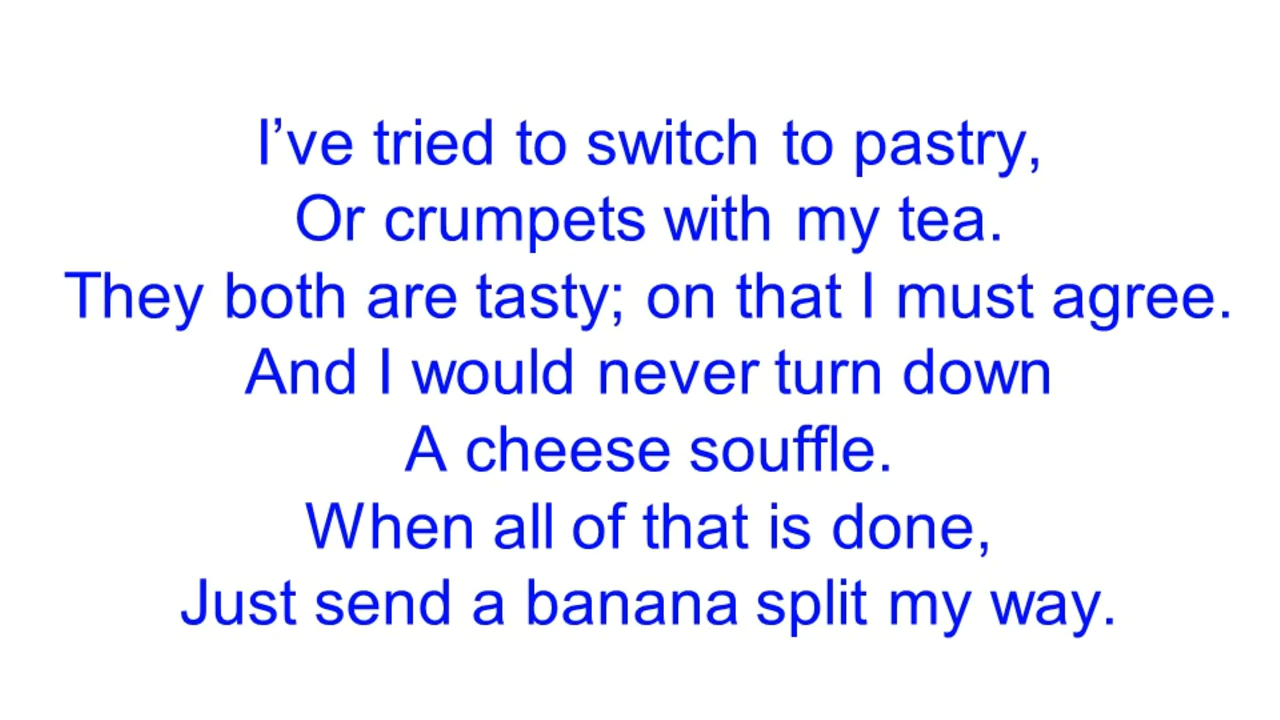 I’ve tried to switch to pastry,
Or crumpets with my tea.
They both are tasty; on that I must agree.
And I would never turn down
A cheese souffle.
When all of that is done,
Just send a banana split my way.